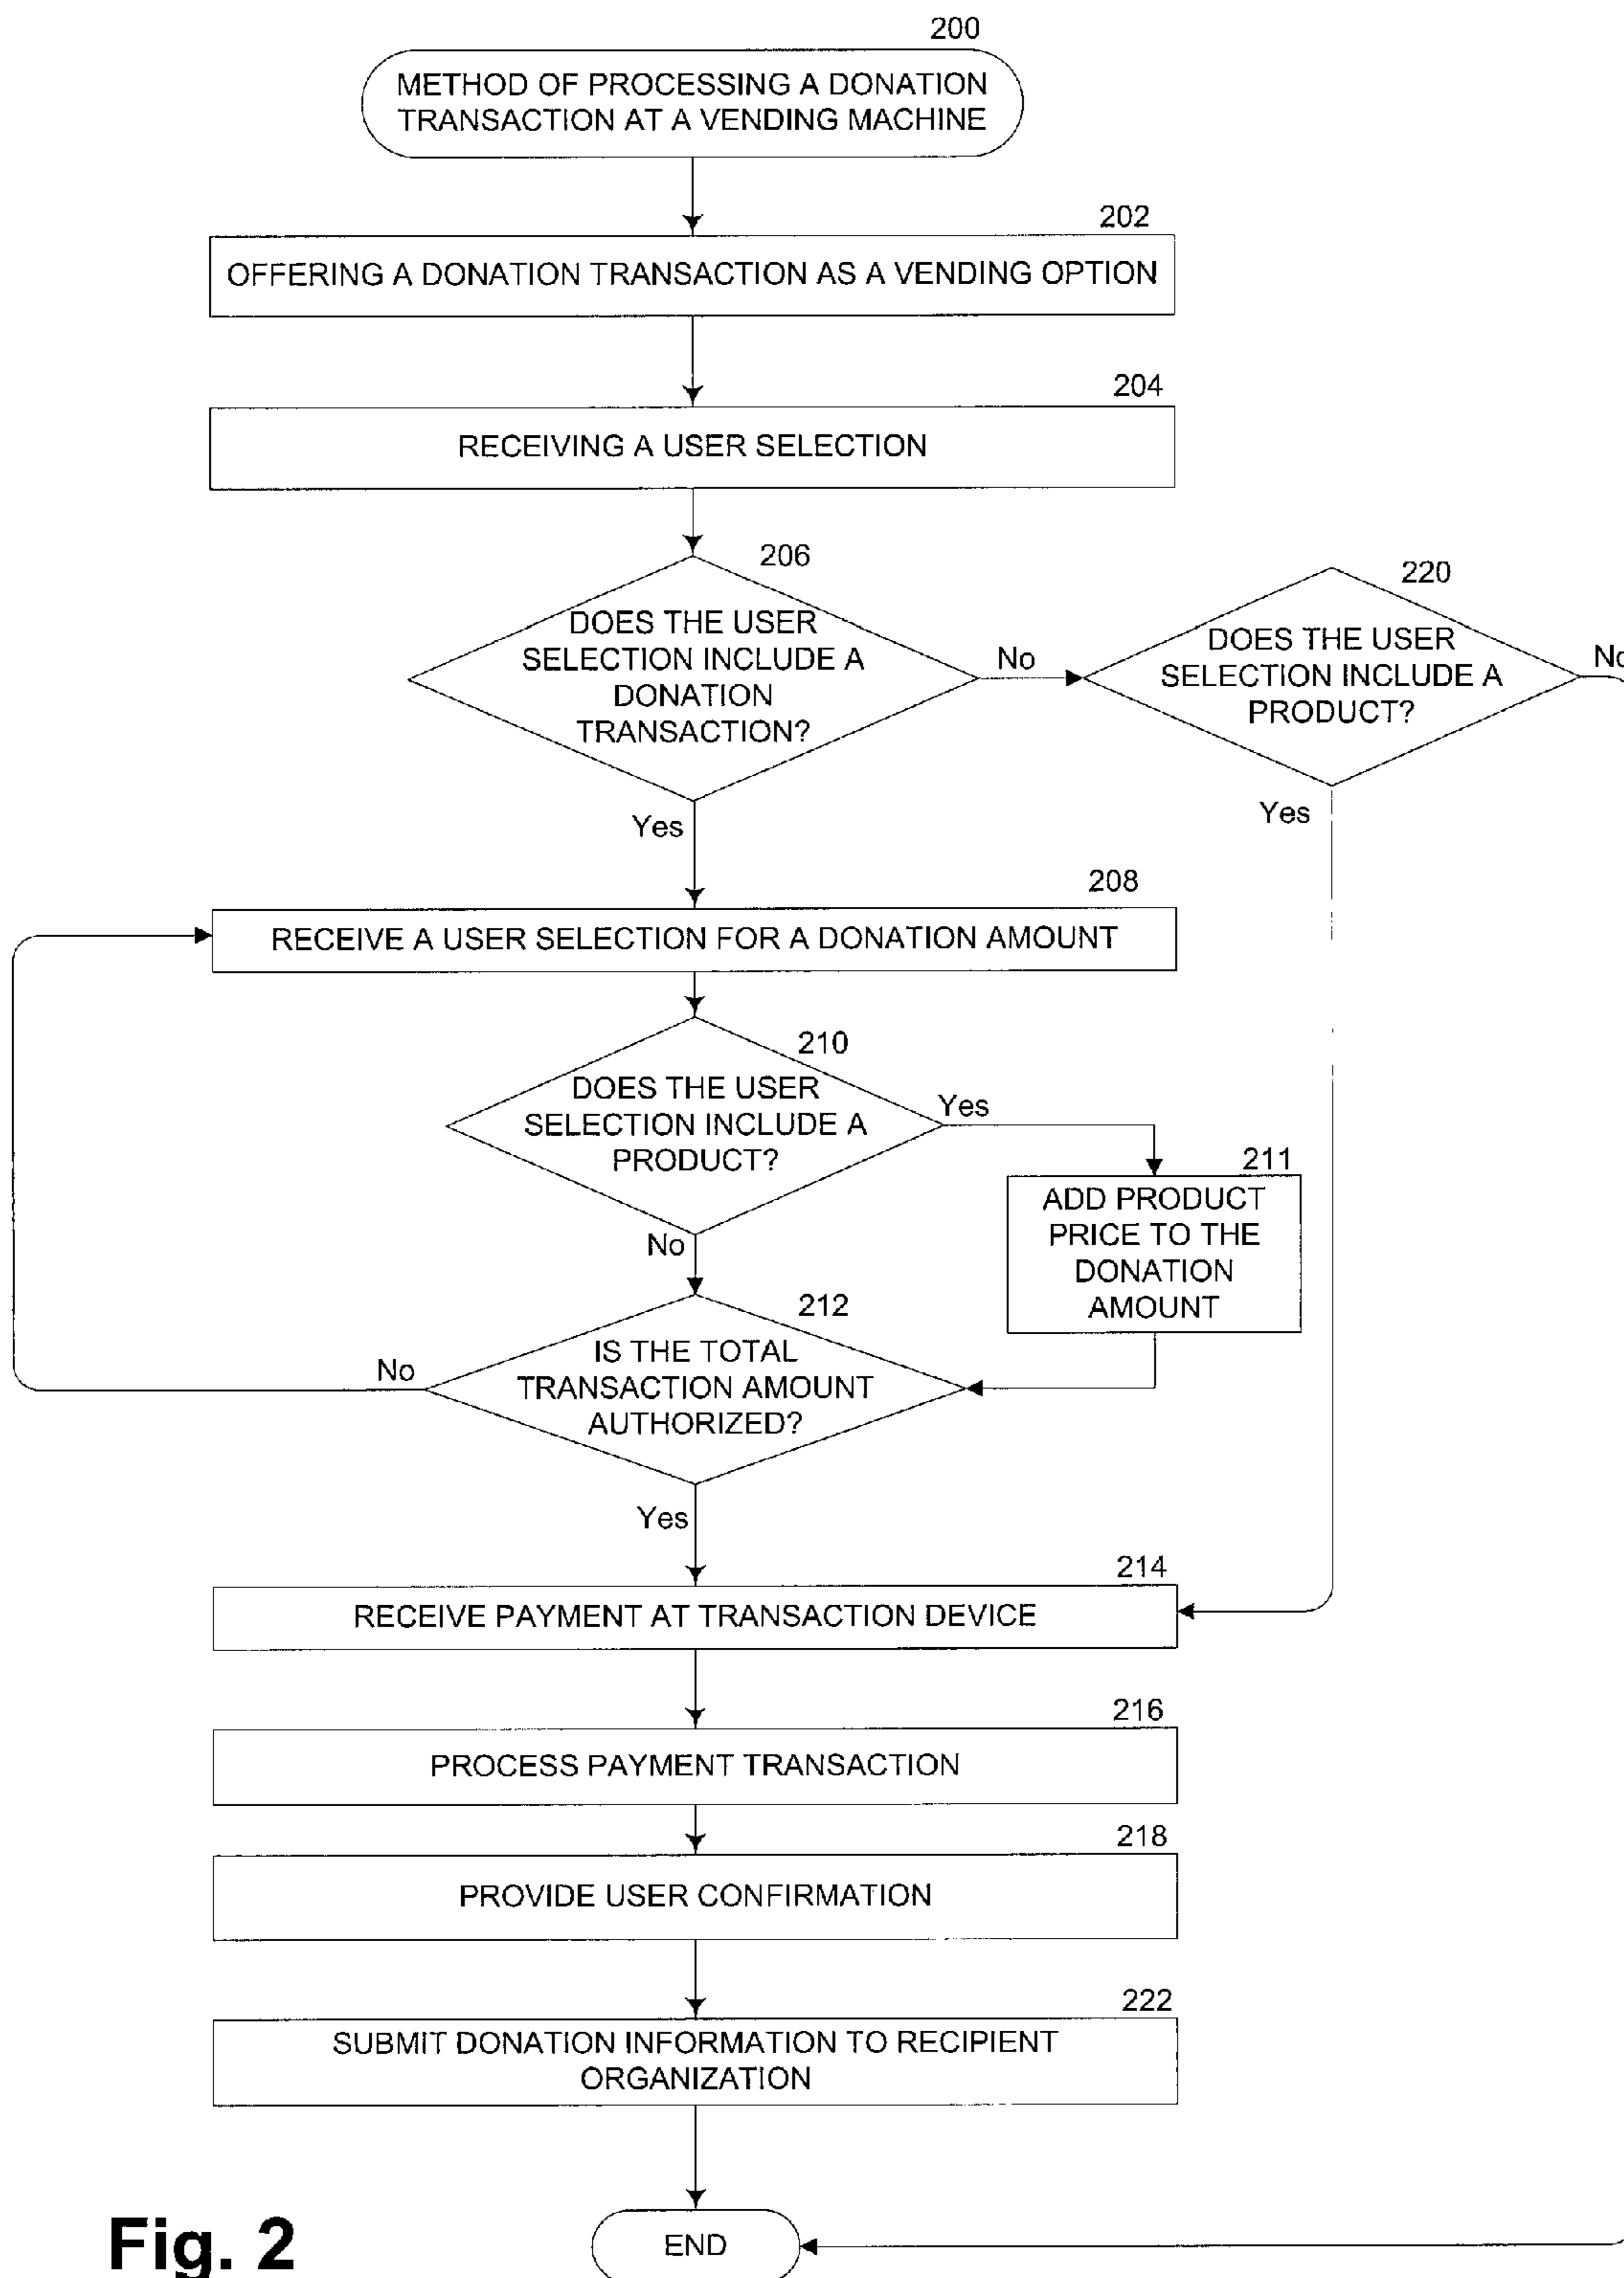 200
METHOD OF PROCESSING A DONATION
TRANSACTION AT A VENDING MACHINE
202
OFFERING A DONATION TRANSACTION AS A VENDING OPTION
204
RECEIVING A USER SELECTION
206
DOES THE USER
SELECTION INCLUDE A
DONATION
TRANSACTION?
No
220
DOES THE USER
SELECTION INCLUDE A
PRODUCT?
No
Yes
Yes
208
RECEIVE A USER SELECTION FOR A DONATION AMOUNT
210
DOES THE USER
SELECTION INCLUDE A
PRODUCT?
Yes
No
211
ADD PRODUCT
PRICE TO THE
DONATION
AMOUNT
212
IS THE TOTAL
TRANSACTION AMOUNT
AUTHORIZED?
No
Yes
214
RECEIVE PAYMENT AT TRANSACTION DEVICE
216
PROCESS PAYMENT TRANSACTION
218
PROVIDE USER CONFIRMATION
222
SUBMIT DONATION INFORMATION TO RECIPIENT
ORGANIZATION
END
Fig. 2